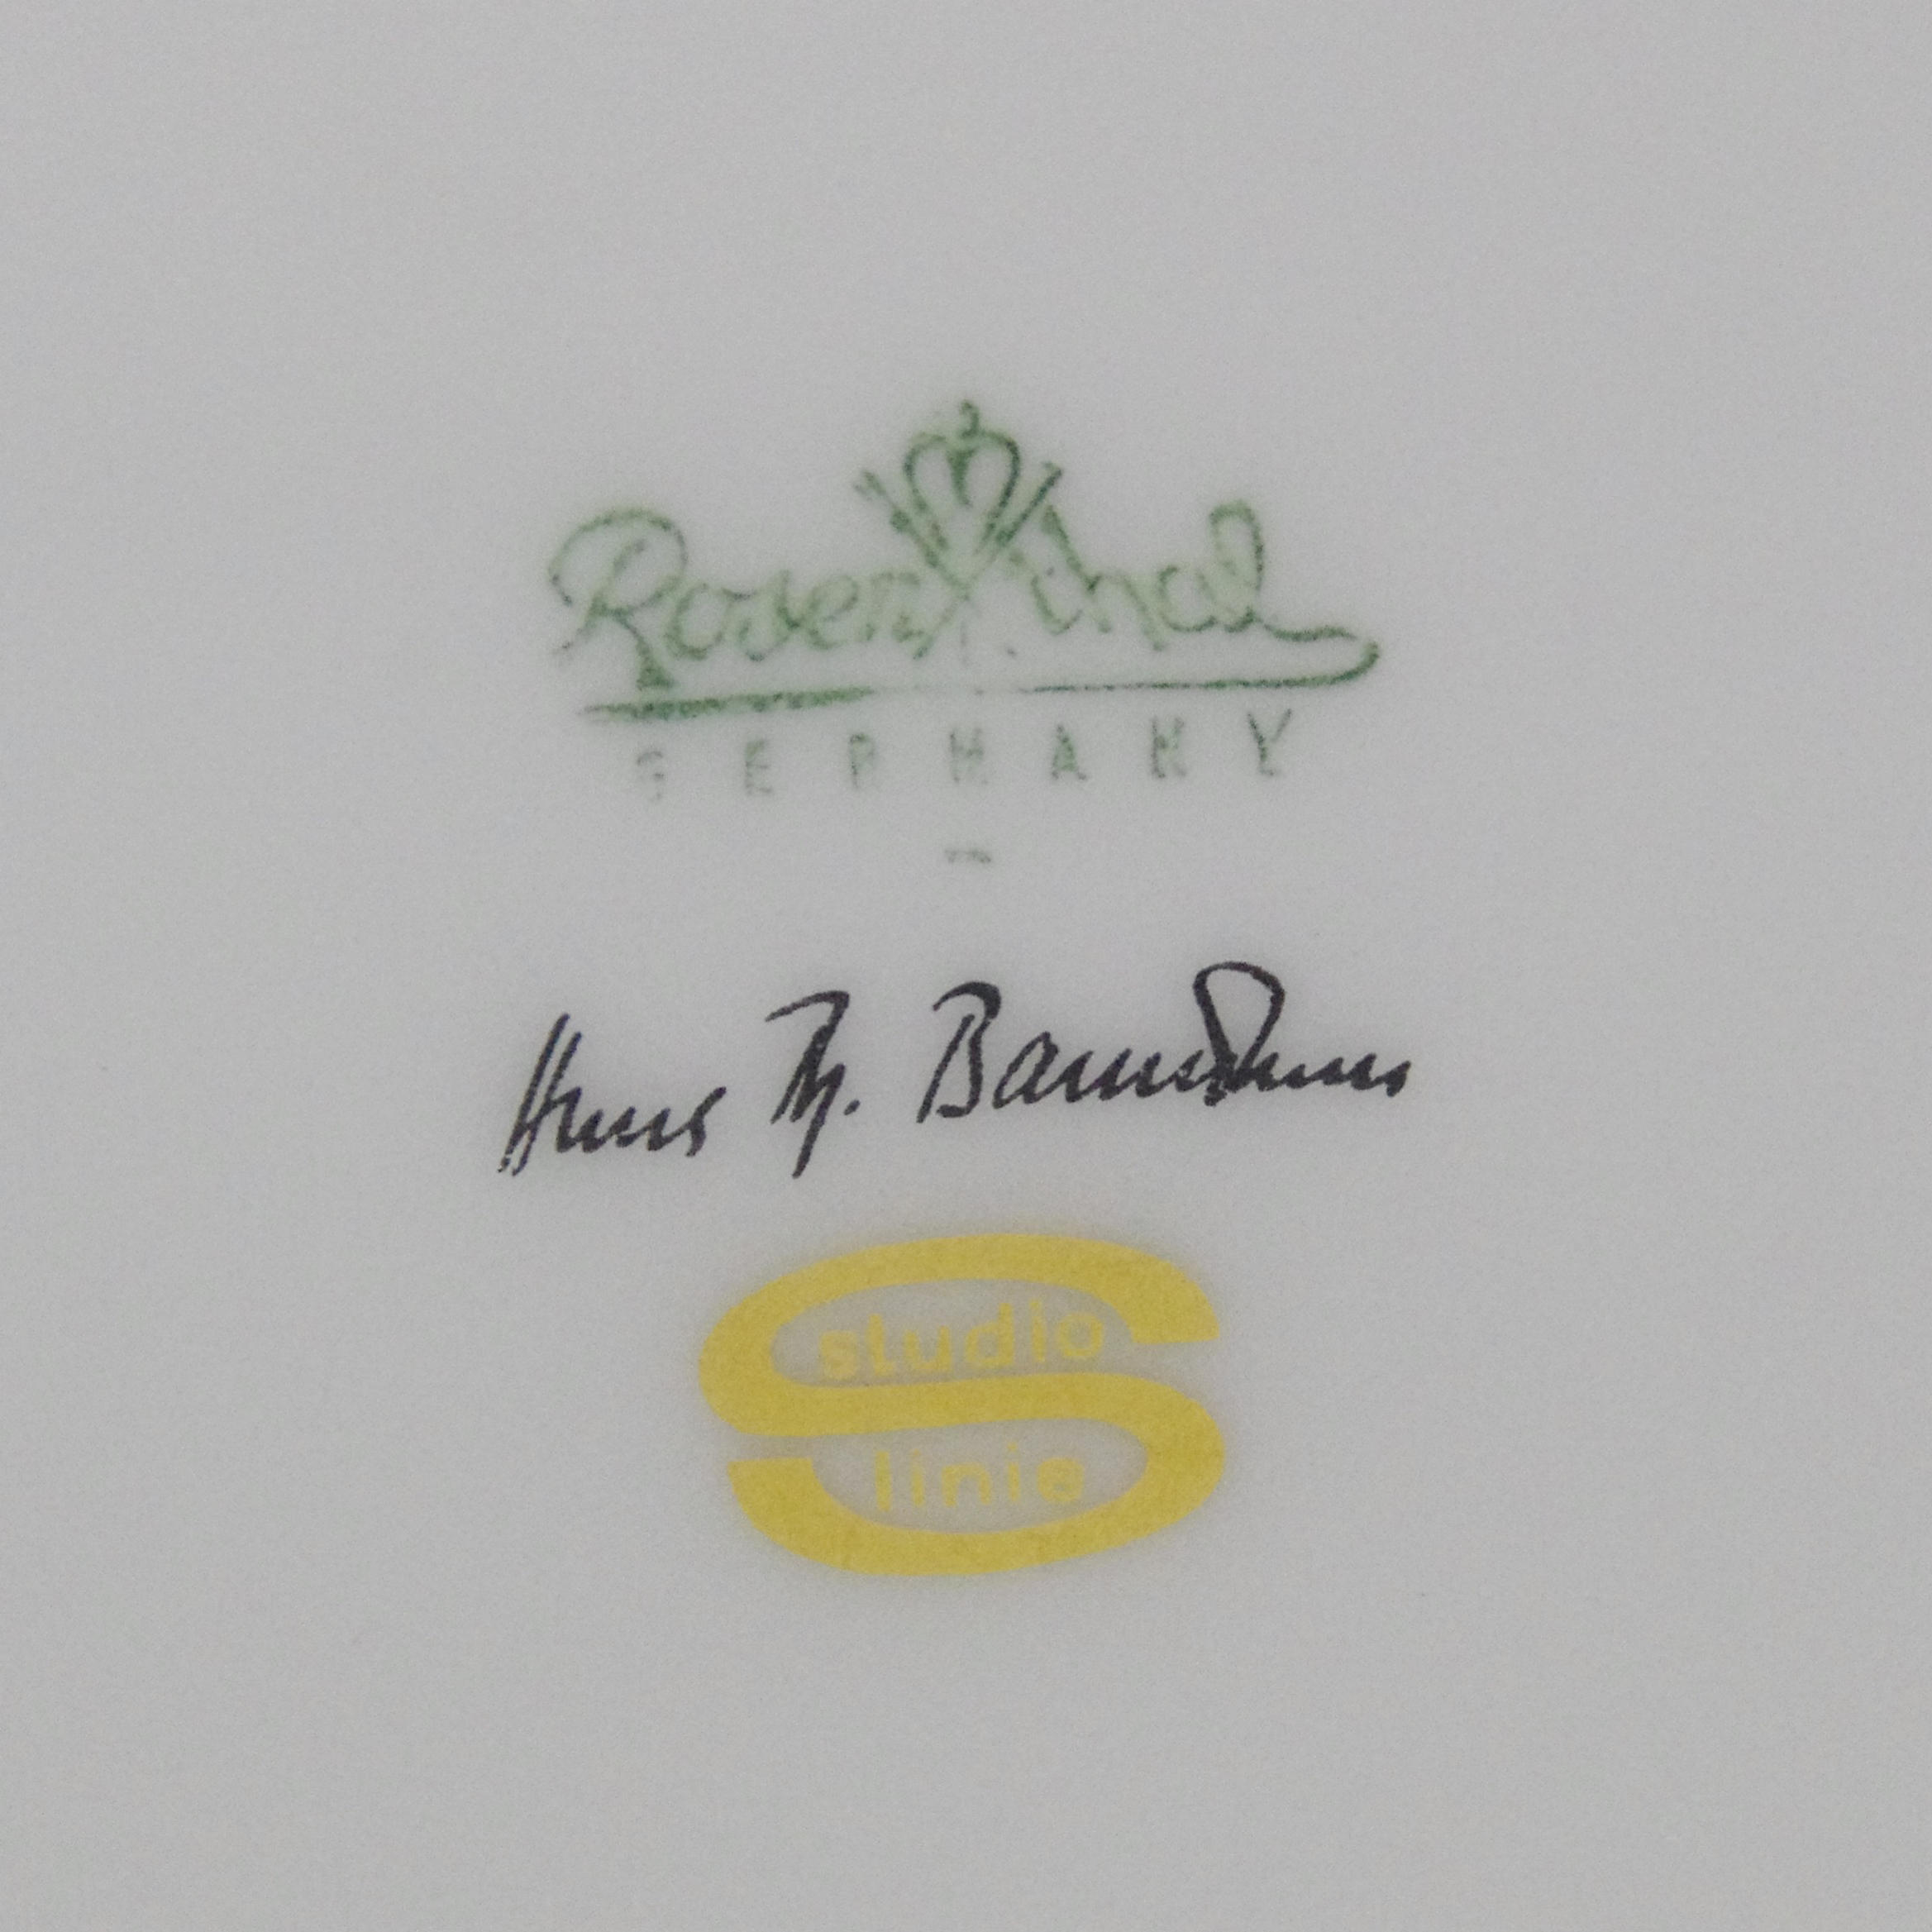 Rosenthal
GERMANY
Hans Th. Baumann
studio
linie